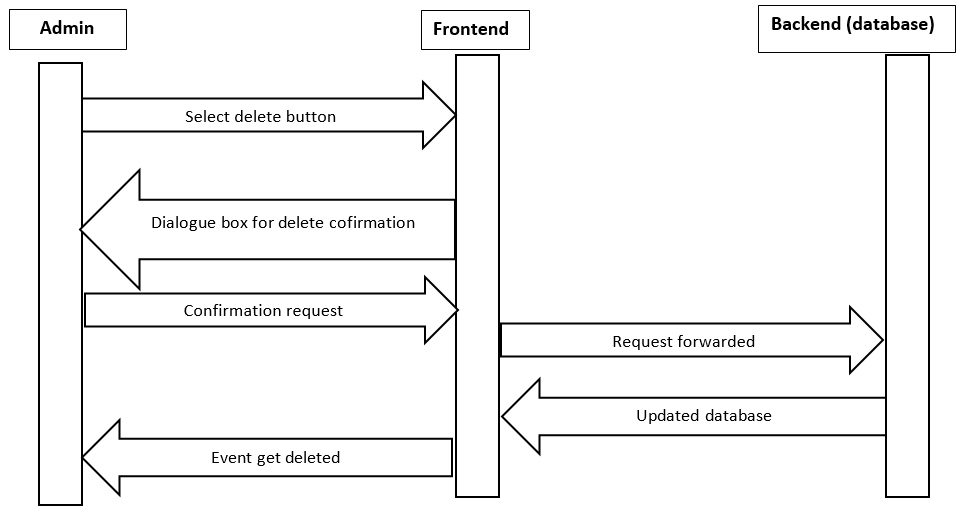 Admin
Frontend
Backend (database)
Select delete button
Dialogue box for delete cofirmation
Confirmation request
Request forwarded
Updated database
Event get deleted